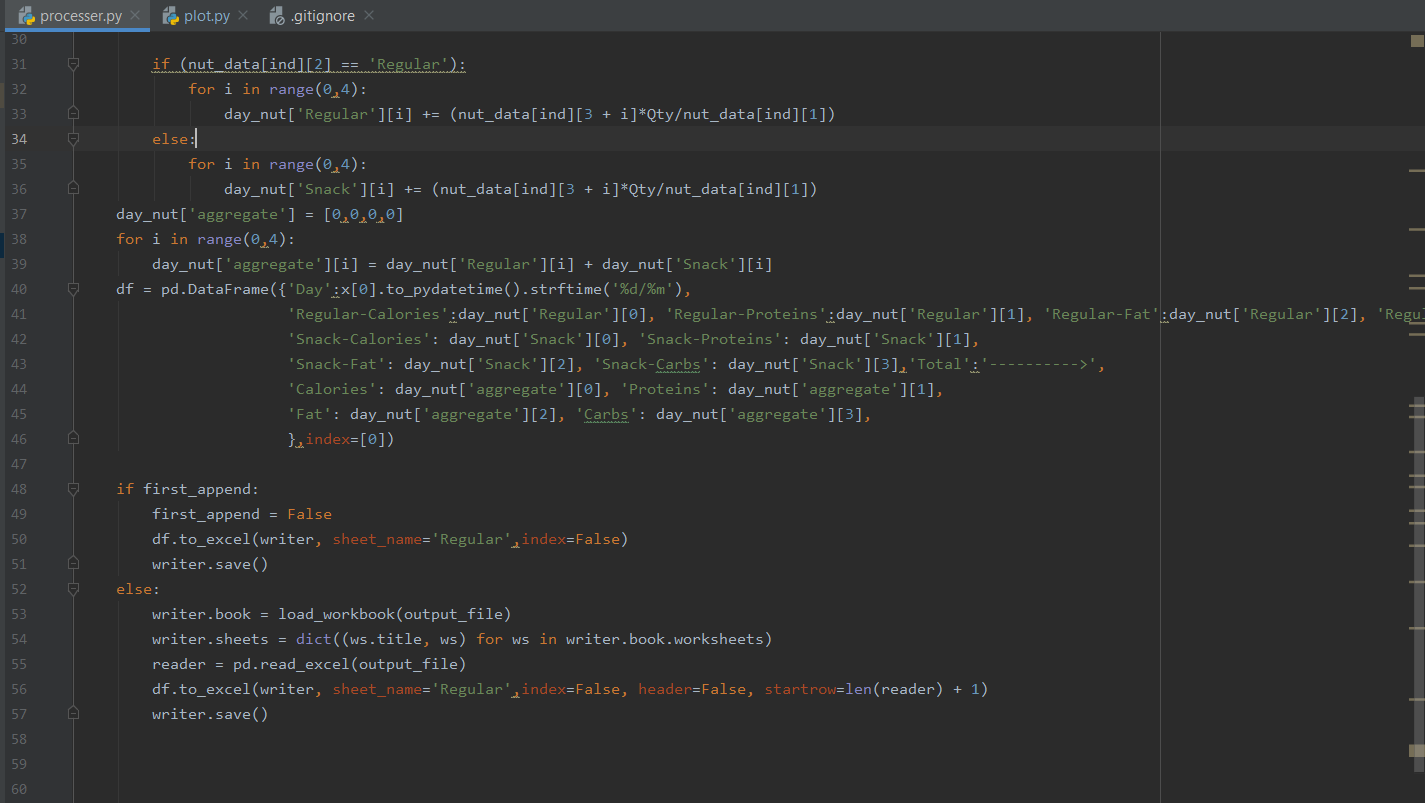 processer.py plot.py .gitignore
30
31 if (nut_data[ind][2] == 'Regular'):
32 for i in range(0,4):
33 day_nut['Regular'][i] += (nut_data[ind][3 + i]*Qty/nut_data[ind][1])
34 else:
35 for i in range(0,4):
36 day_nut['Snack'][i] += (nut_data[ind][3 + i]*Qty/nut_data[ind][1])
37 day_nut['aggregate'] = [0,0,0,0]
38 for i in range(0,4):
39 day_nut['aggregate'][i] = day_nut['Regular'][i] + day_nut['Snack'][i]
40 df = pd.DataFrame({'Day':x[0].to_pydatetime().strftime('%d/%m'),
41 'Regular-Calories':day_nut['Regular'][0], 'Regular-Proteins':day_nut['Regular'][1], 'Regular-Fat':day_nut['Regular'][2], 'Regu
42 'Snack-Calories': day_nut['Snack'][0], 'Snack-Proteins': day_nut['Snack'][1],
43 'Snack-Fat': day_nut['Snack'][2], 'Snack-Carbs': day_nut['Snack'][3],'Total':'---------->',
44 'Calories': day_nut['aggregate'][0], 'Proteins': day_nut['aggregate'][1],
45 'Fat': day_nut['aggregate'][2], 'Carbs': day_nut['aggregate'][3],
46 },index=[0])
47
48 if first_append:
49 first_append = False
50 df.to_excel(writer, sheet_name='Regular',index=False)
51 writer.save()
52 else:
53 writer.book = load_workbook(output_file)
54 writer.sheets = dict((ws.title, ws) for ws in writer.book.worksheets)
55 reader = pd.read_excel(output_file)
56 df.to_excel(writer, sheet_name='Regular',index=False, header=False, startrow=len(reader) + 1)
57 writer.save()
58
59
60